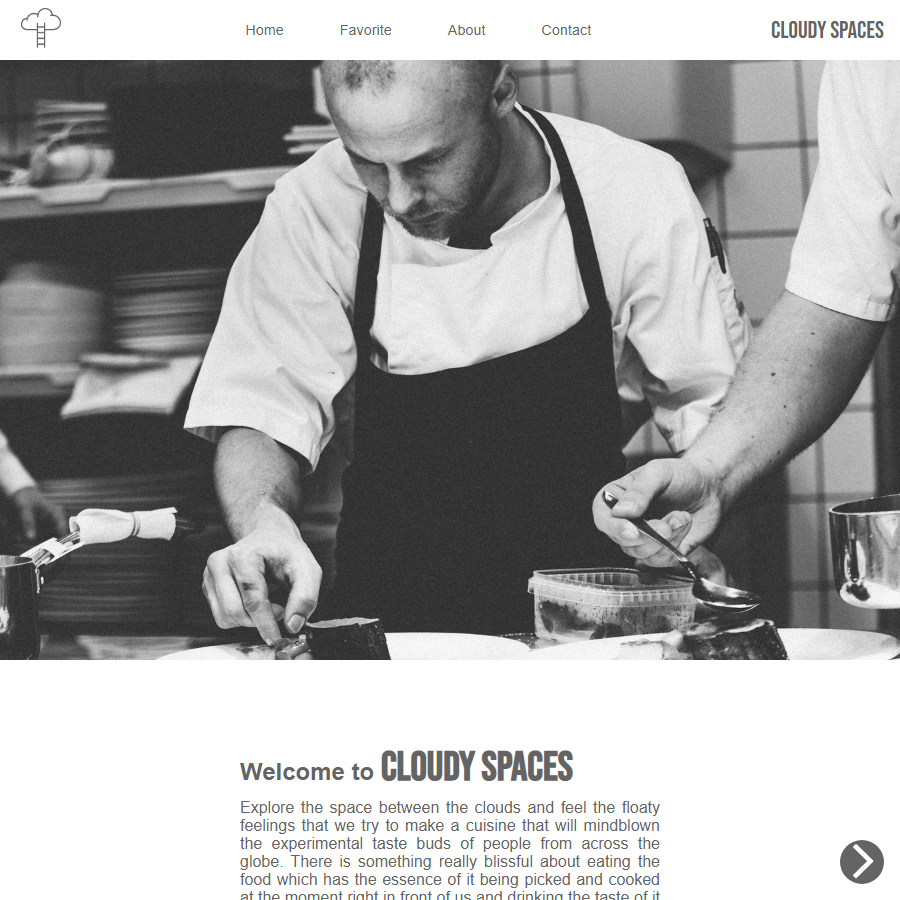 Home Favorite About Contact CLOUDY SPACES
Welcome to CLOUDY SPACES
Explore the space between the clouds and feel the floaty
feelings that we try to make a cuisine that will mindblown
the experimental taste buds of people from across the
globe. There is something really blissful about eating the
food which has the essence of it being picked and cooked
at the moment right in front of us and drinking the taste of it